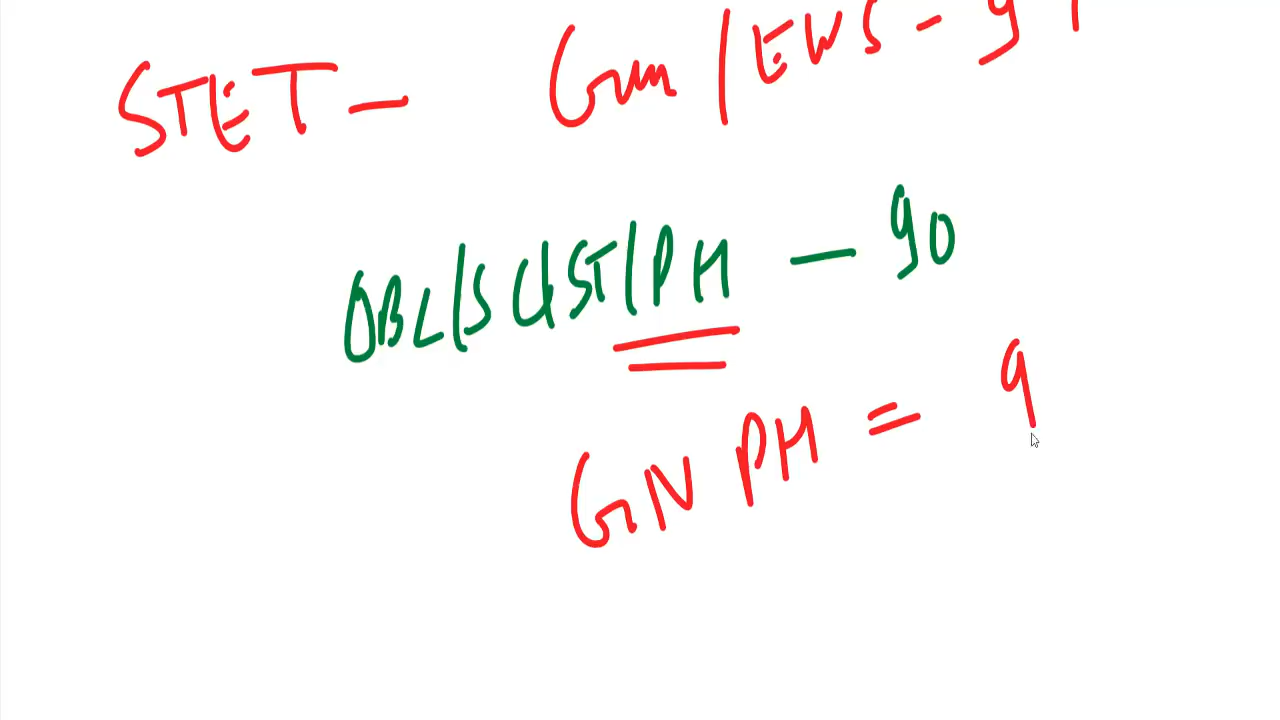 STET - Gen / EWS - 9
OBC/SC/ST/PH - 90
GN PH = 9